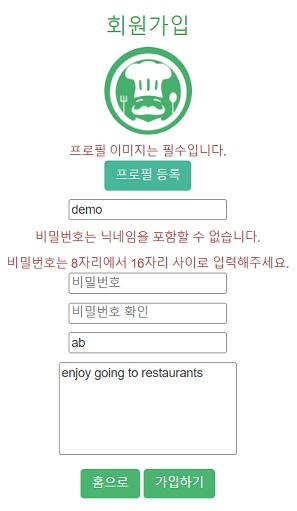 회원가입
프로필 이미지는 필수입니다.
프로필 등록
demo
비밀번호는 닉네임을 포함할 수 없습니다.
비밀번호는 8자리에서 16자리 사이로 입력해주세요.
비밀번호
비밀번호 확인
ab
enjoy going to restaurants
홈으로 가입하기